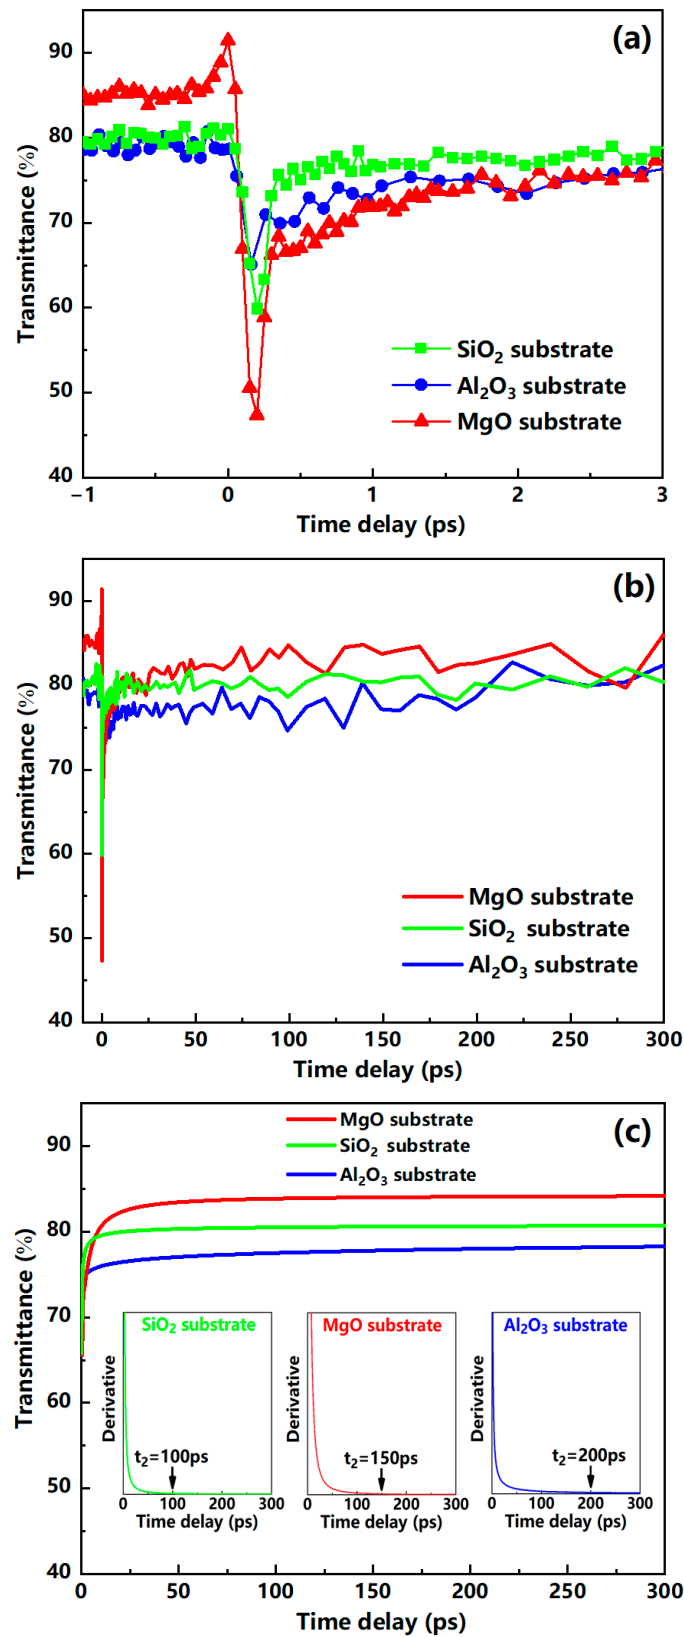 (a)
90
80
70
60
50
40
Transmittance (%)
SiO₂ substrate
Al₂O₃ substrate
MgO substrate
−1 0 1 2 3
Time delay (ps)
(b)
90
80
70
60
50
40
Transmittance (%)
MgO substrate
SiO₂ substrate
Al₂O₃ substrate
0 50 100 150 200 250 300
Time delay (ps)
(c)
MgO substrate
SiO₂ substrate
Al₂O₃ substrate
90
80
70
60
50
40
Transmittance (%)
SiO₂ substrate
Derivative
t₂=100ps
0 100 200 300
Time delay (ps)
MgO substrate
Derivative
t₂=150ps
0 100 200 300
Time delay (ps)
Al₂O₃ substrate
Derivative
t₂=200ps
0 100 200 300
Time delay (ps)
0 50 100 150 200 250 300
Time delay (ps)